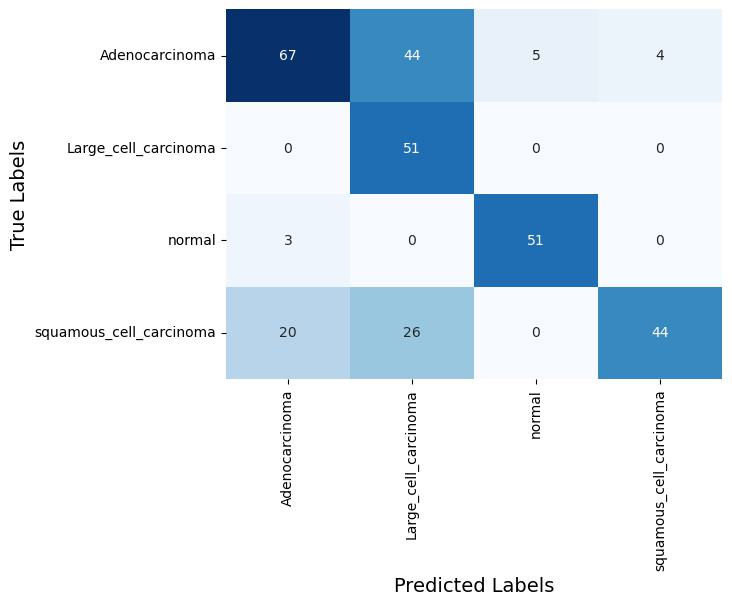 Adenocarcinoma 67 44 5 4
Large_cell_carcinoma 0 51 0 0
normal 3 0 51 0
squamous_cell_carcinoma 20 26 0 44
True Labels
Adenocarcinoma
Large_cell_carcinoma
normal
squamous_cell_carcinoma
Predicted Labels